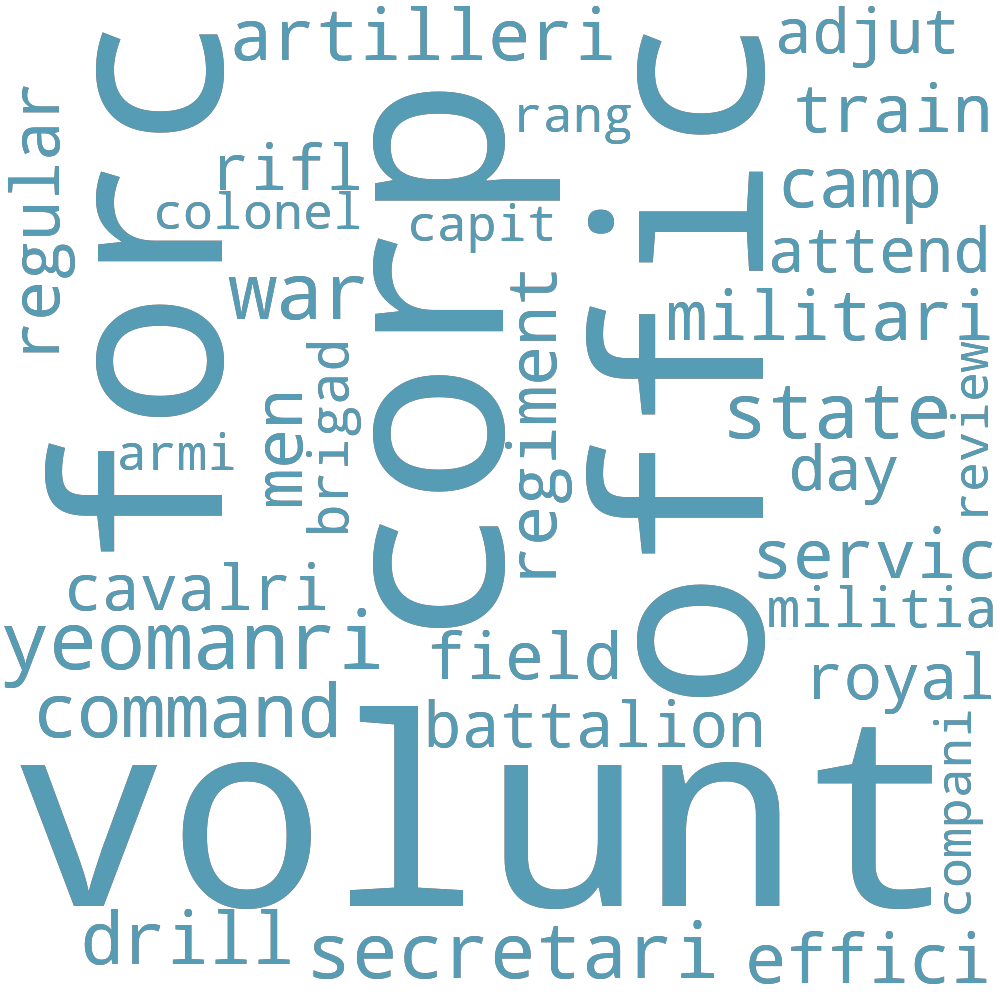 artilleri
adjut
forc
corp
offic
rang
train
regular
rifl
colonel
capit
camp
attend
war
regiment
militari
men
brigad
review
state
armi
day
cavalri
servic
yeomanri
militia
field
royal
command
battalion
compani
volunt
drill
secretari
effici